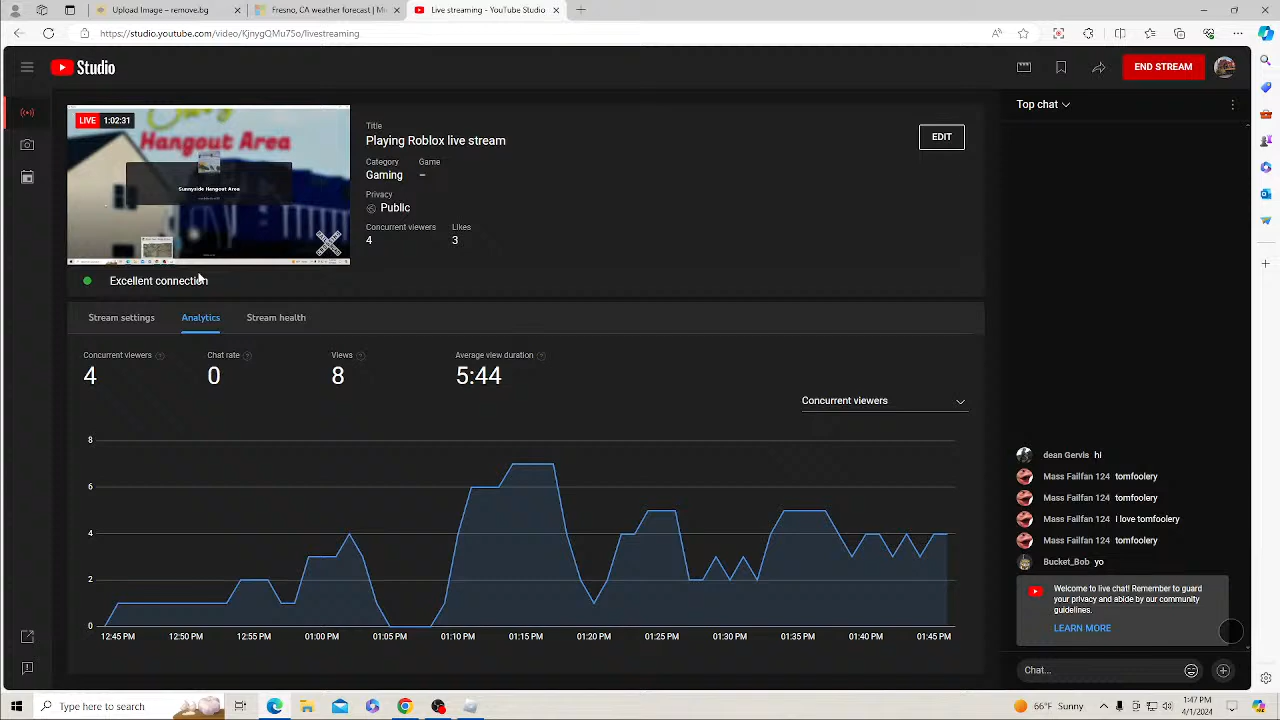 Upload Image – remove.bg
Fresno, CA weather forecast | M
Live streaming - YouTube Studio
https://studio.youtube.com/video/KjnygQMu7So/livestreaming
Studio
END STREAM
LIVE 1:02:31
Hangout Area
Sunnyside Hangout Area
Title
Playing Roblox live stream
Category Game
Gaming –
Privacy
Public
Concurrent viewers Likes
4 3
EDIT
Excellent connection
Stream settings Analytics Stream health
Concurrent viewers Chat rate Views Average view duration
4 0 8 5:44
Concurrent viewers
8
6
4
2
0
12:45 PM 12:50 PM 12:55 PM 01:00 PM 01:05 PM 01:10 PM 01:15 PM 01:20 PM 01:25 PM 01:30 PM 01:35 PM 01:40 PM 01:45 PM
Top chat
dean Gervis hi
Mass Failfan 124 tomfoolery
Mass Failfan 124 tomfoolery
Mass Failfan 124 I love tomfoolery
Mass Failfan 124 tomfoolery
Bucket_Bob yo
Welcome to live chat! Remember to guard
your privacy and abide by our community
guidelines.
LEARN MORE
Chat...
Type here to search
68°F Sunny
1:47 PM
4/1/2024